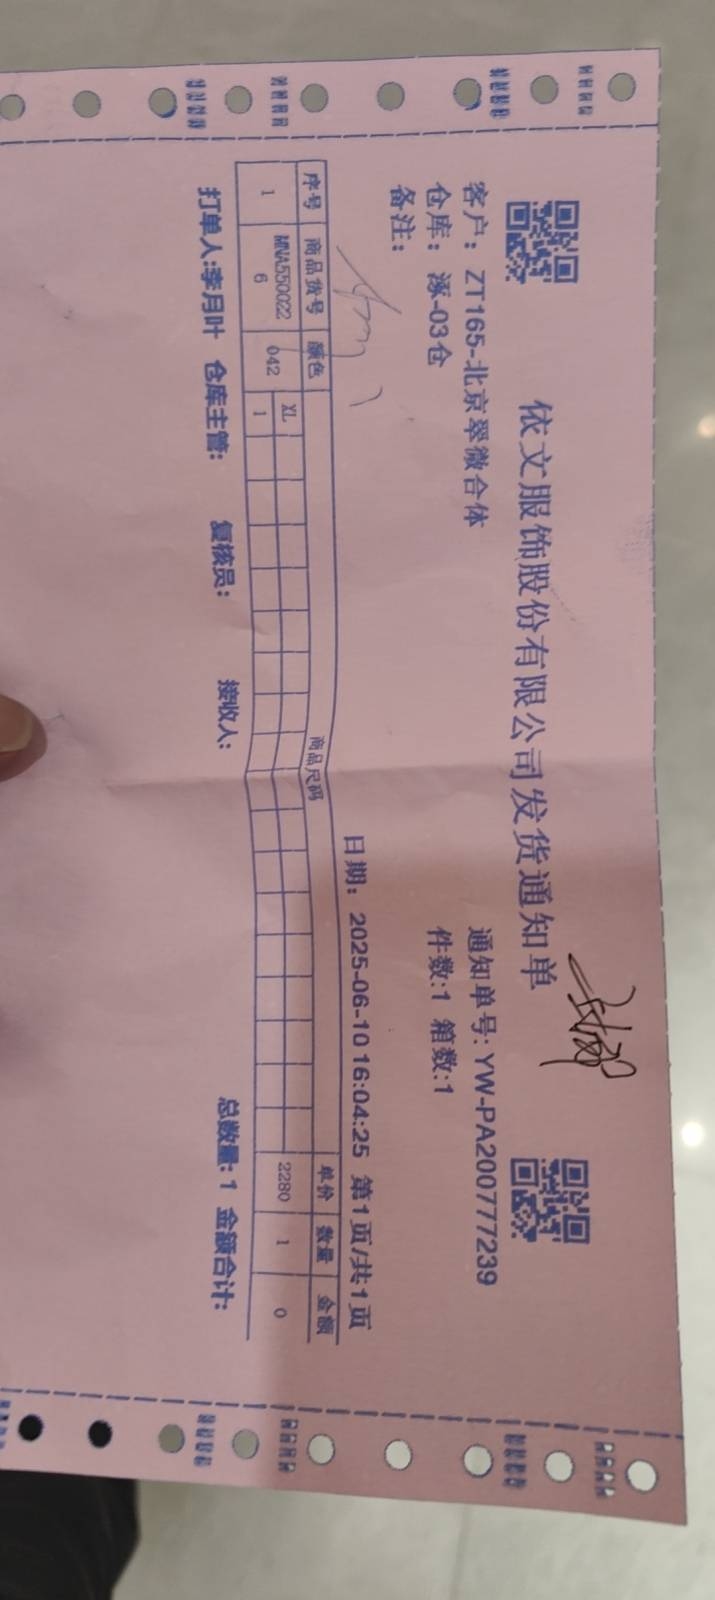 依文服饰股份有限公司发货通知单
客户：ZT165-北京翠微合体 通知单号: YW-PA200777239
仓库：涿-03仓 件数:1 箱数:1
备注： 日期：2025-06-10 16:04:25 第1页/共1页
序号 商品货号 颜色 商品尺码 单价 数量 金额
XL
1 MNA5500226 042 1 2280 1 0
打单人:李月叶 仓库主管: 复核员: 接收人: 总数量: 1 金额合计: